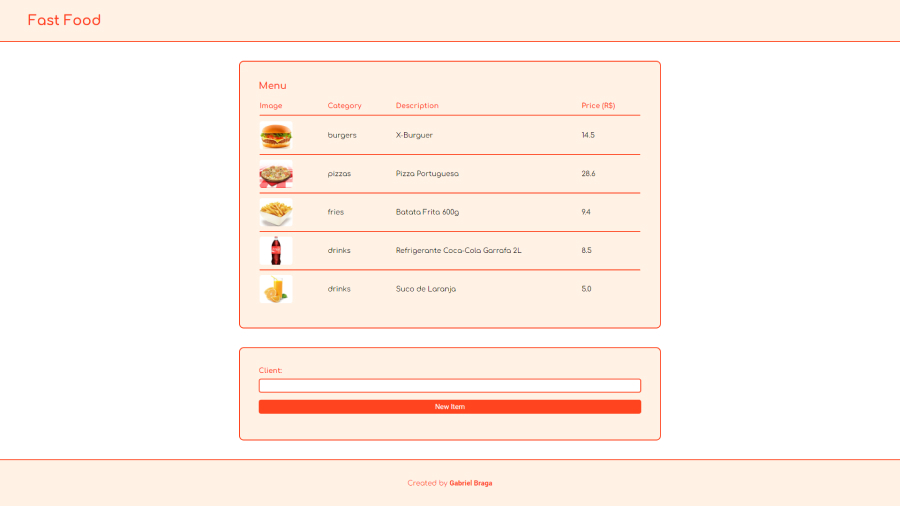 Fast Food
Menu
Image Category Description Price (R$)
burgers X-Burguer 14.5
pizzas Pizza Portuguesa 28.6
fries Batata Frita 600g 9.4
drinks Refrigerante Coca-Cola Garrafa 2L 8.5
drinks Suco de Laranja 5.0
Client:
New item
Created by Gabriel Braga